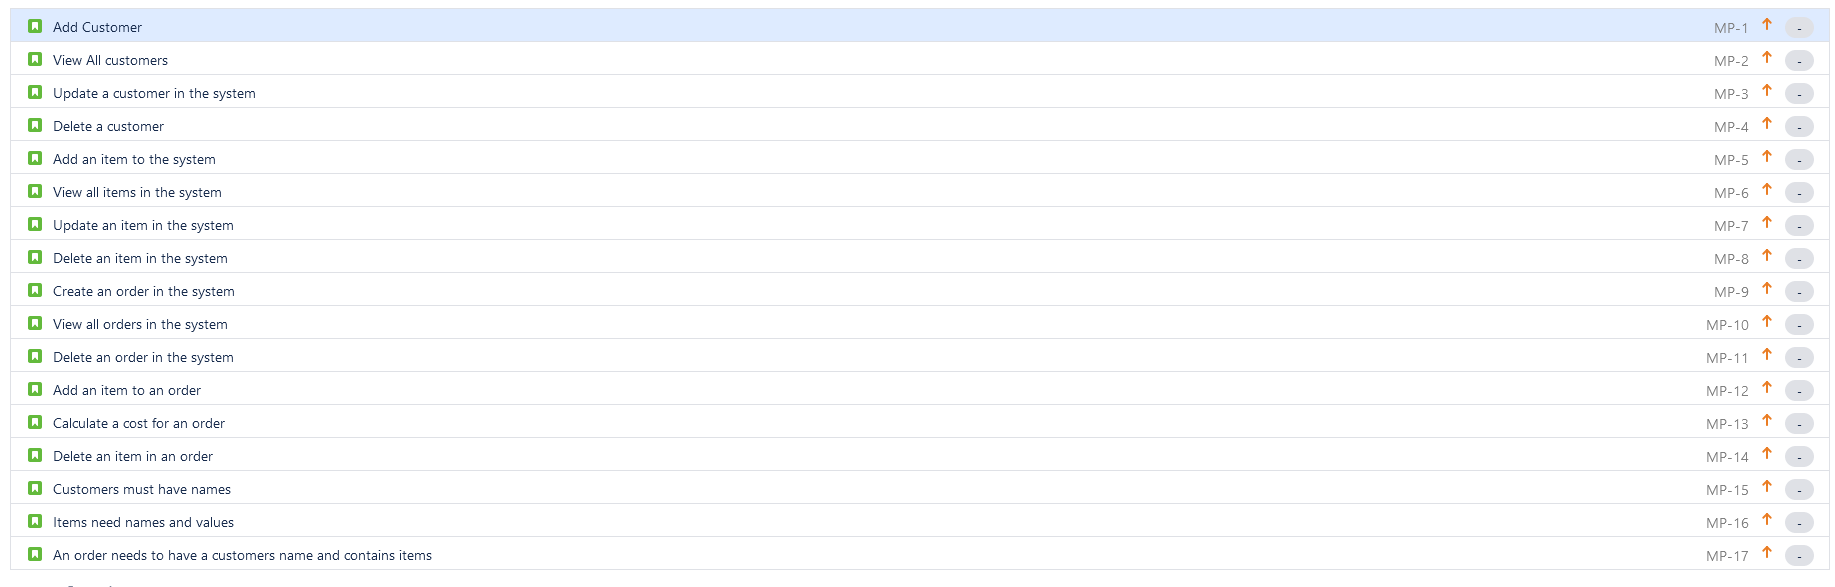 Add Customer MP-1 -
View All customers MP-2 -
Update a customer in the system MP-3 -
Delete a customer MP-4 -
Add an item to the system MP-5 -
View all items in the system MP-6 -
Update an item in the system MP-7 -
Delete an item in the system MP-8 -
Create an order in the system MP-9 -
View all orders in the system MP-10 -
Delete an order in the system MP-11 -
Add an item to an order MP-12 -
Calculate a cost for an order MP-13 -
Delete an item in an order MP-14 -
Customers must have names MP-15 -
Items need names and values MP-16 -
An order needs to have a customers name and contains items MP-17 -